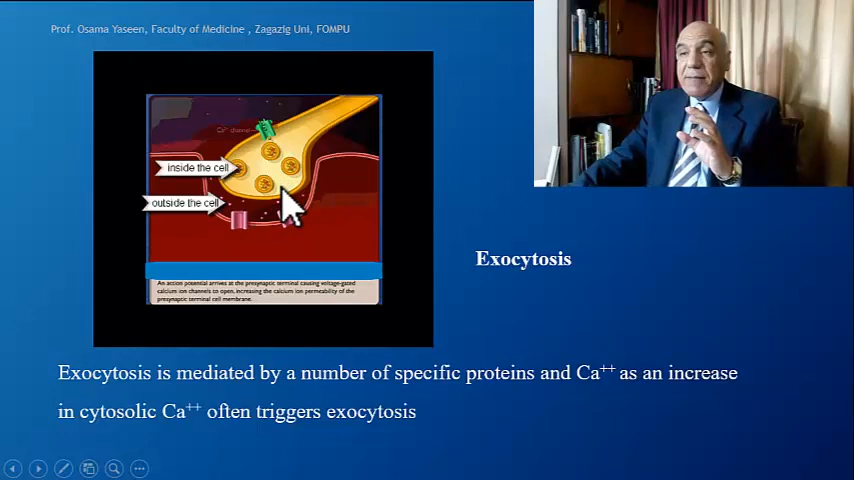 Prof. Osama Yaseen, Faculty of Medicine , Zagazig Uni, FOMPU
Ca²⁺ channel
inside the cell
outside the cell
An action potential arrives at the presynaptic terminal causing voltage-gated
calcium ion channels to open, increasing the calcium ion permeability of the
presynaptic terminal cell membrane.
Exocytosis
Exocytosis is mediated by a number of specific proteins and Ca⁺⁺ as an increase
in cytosolic Ca⁺⁺ often triggers exocytosis